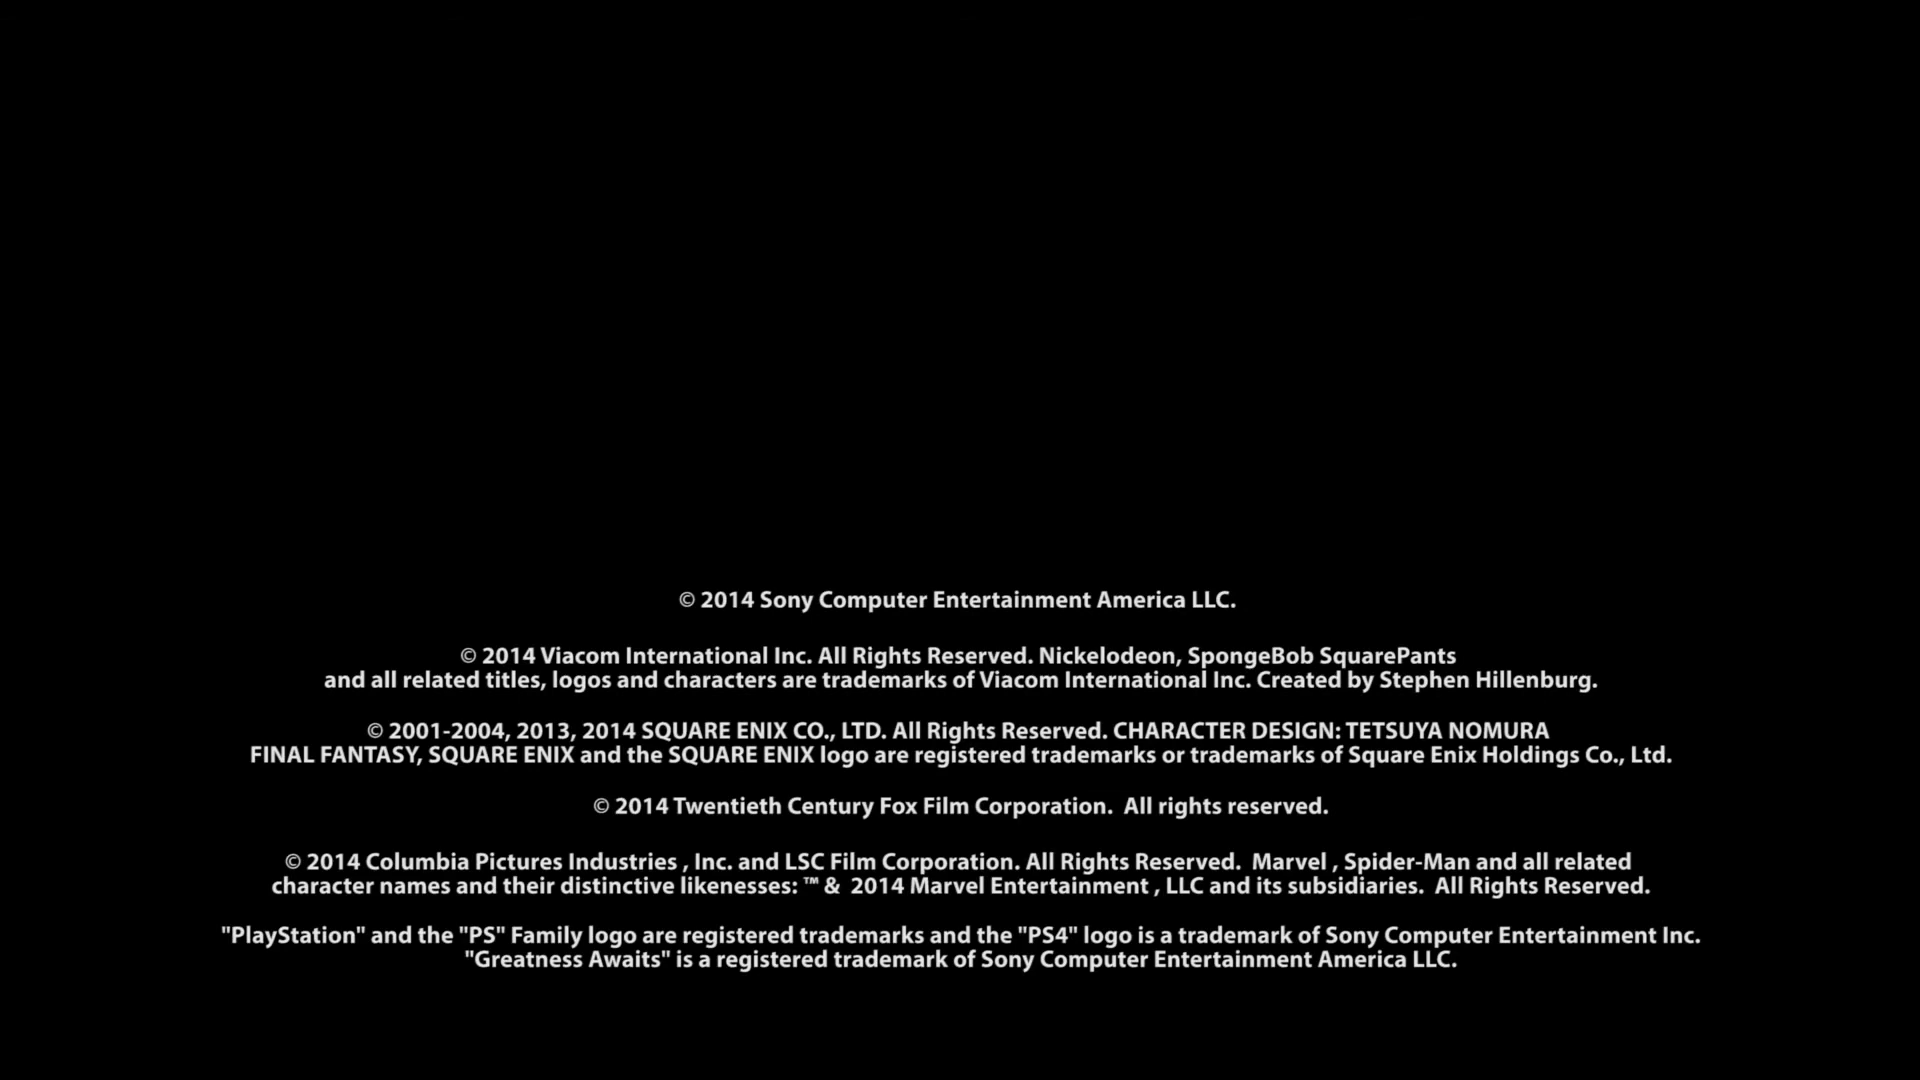 © 2014 Sony Computer Entertainment America LLC.
© 2014 Viacom International Inc. All Rights Reserved. Nickelodeon, SpongeBob SquarePants
and all related titles, logos and characters are trademarks of Viacom International Inc. Created by Stephen Hillenburg.
© 2001-2004, 2013, 2014 SQUARE ENIX CO., LTD. All Rights Reserved. CHARACTER DESIGN: TETSUYA NOMURA
FINAL FANTASY, SQUARE ENIX and the SQUARE ENIX logo are registered trademarks or trademarks of Square Enix Holdings Co., Ltd.
© 2014 Twentieth Century Fox Film Corporation.  All rights reserved.
© 2014 Columbia Pictures Industries , Inc. and LSC Film Corporation. All Rights Reserved.  Marvel , Spider-Man and all related
character names and their distinctive likenesses: ™ &  2014 Marvel Entertainment , LLC and its subsidiaries.  All Rights Reserved.
"PlayStation" and the "PS" Family logo are registered trademarks and the "PS4" logo is a trademark of Sony Computer Entertainment Inc.
"Greatness Awaits" is a registered trademark of Sony Computer Entertainment America LLC.